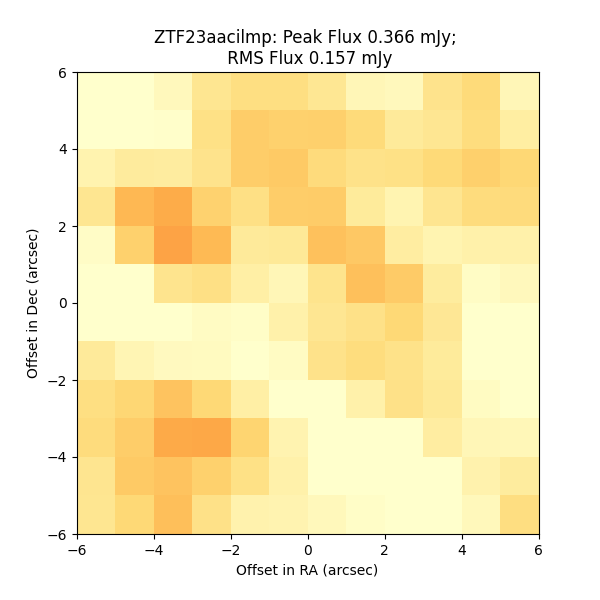 ZTF23aacilmp: Peak Flux 0.366 mJy;
RMS Flux 0.157 mJy
6
4
2
0
−2
−4
−6
Offset in Dec (arcsec)
−6 −4 −2 0 2 4 6
Offset in RA (arcsec)